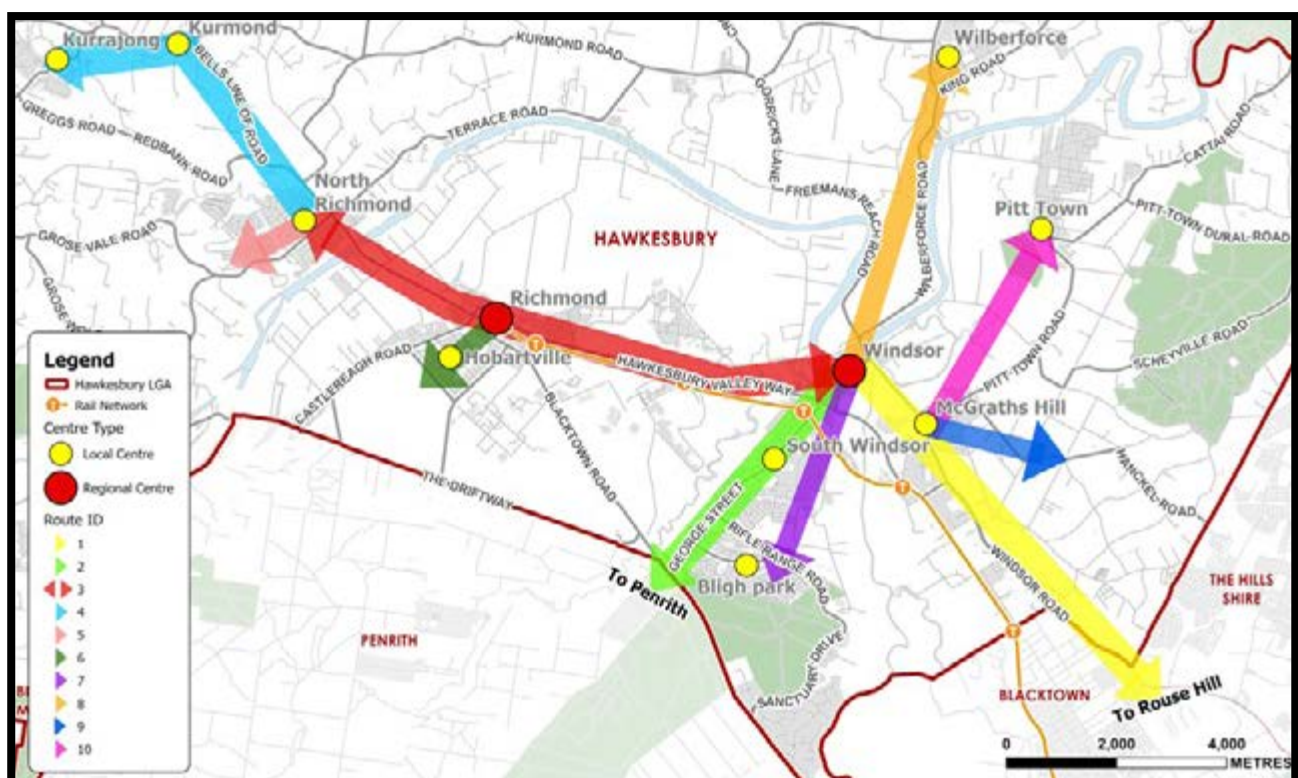 Kurrajong
Kurmond
BELLS LINE OF ROAD
KURMOND ROAD
Wilberforce
KING ROAD
GREGGS ROAD
REDBANK ROAD
TERRACE ROAD
GORRICKS LANE
FREEMANS REACH ROAD
WILBERFORCE ROAD
CATTAI ROAD
North
Richmond
Pitt Town
PITT-TOWN DURAL-ROAD
GROSE VALE ROAD
HAWKESBURY
Richmond
Hobartville
CASTLEREAGH ROAD
HAWKESBURY VALLEY WAY
Windsor
PITT-TOWN ROAD
SCHEYVILLE ROAD
McGraths Hill
BLACKTOWN ROAD
South Windsor
THE DRIFTWAY
HANCKEL-ROAD
GEORGE STREET
RIFLE RANGE ROAD
Bligh park
To Penrith
WINDSOR ROAD
THE HILLS
SHIRE
PENRITH
SANCTUARY DRIVE
BLACKTOWN
To Rouse Hill
Legend
Hawkesbury LGA
T Rail Network
Centre Type
Local Centre
Regional Centre
Route ID
1
2
3
4
5
6
7
8
9
10
0 2,000 4,000
METRES
T
T
T
T